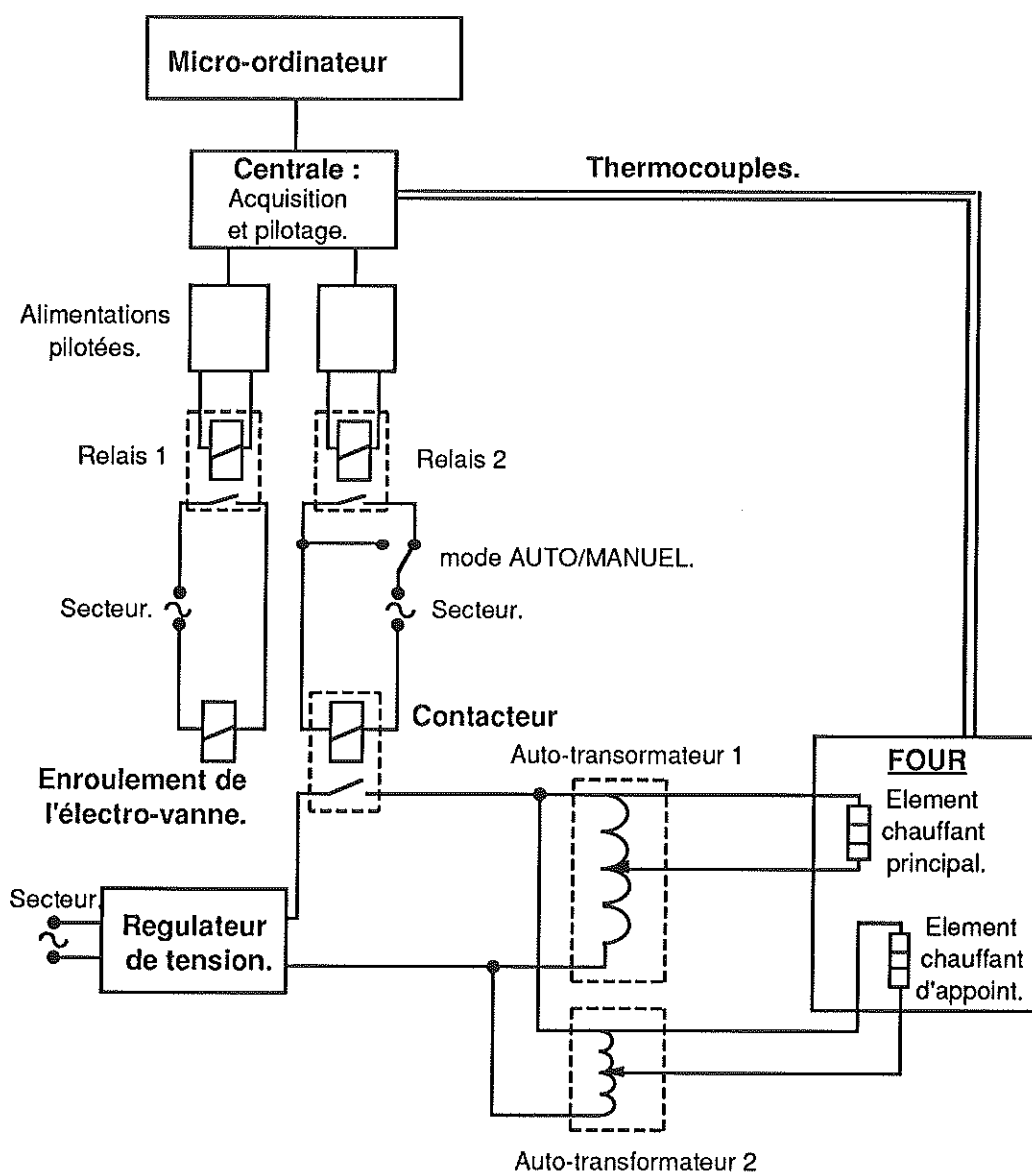 Micro-ordinateur
Centrale :
Acquisition
et pilotage.
Thermocouples.
Alimentations
pilotées.
Relais 1
Relais 2
mode AUTO/MANUEL.
Secteur.
Secteur.
Contacteur
Enroulement de
l'électro-vanne.
Auto-transormateur 1
FOUR
Element
chauffant
principal.
Secteur.
Regulateur
de tension.
Element
chauffant
d'appoint.
Auto-transformateur 2